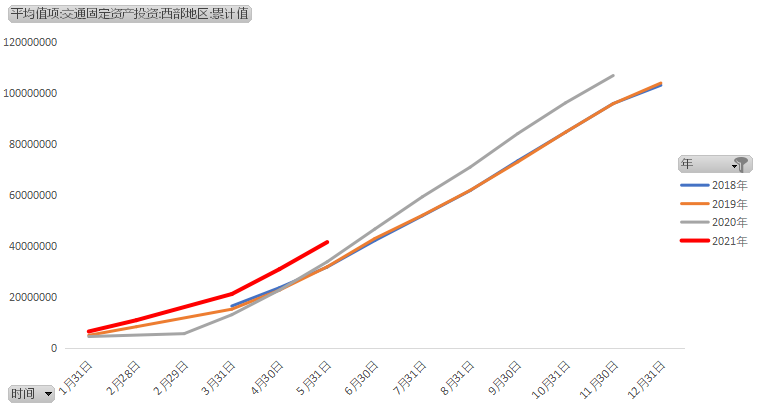 平均值项:交通固定资产投资:西部地区:累计值
120000000
100000000
80000000
60000000
40000000
20000000
0
1月31日
2月28日
2月29日
3月31日
4月30日
5月31日
6月30日
7月31日
8月31日
9月30日
10月31日
11月30日
12月31日
年
2018年
2019年
2020年
2021年
时间